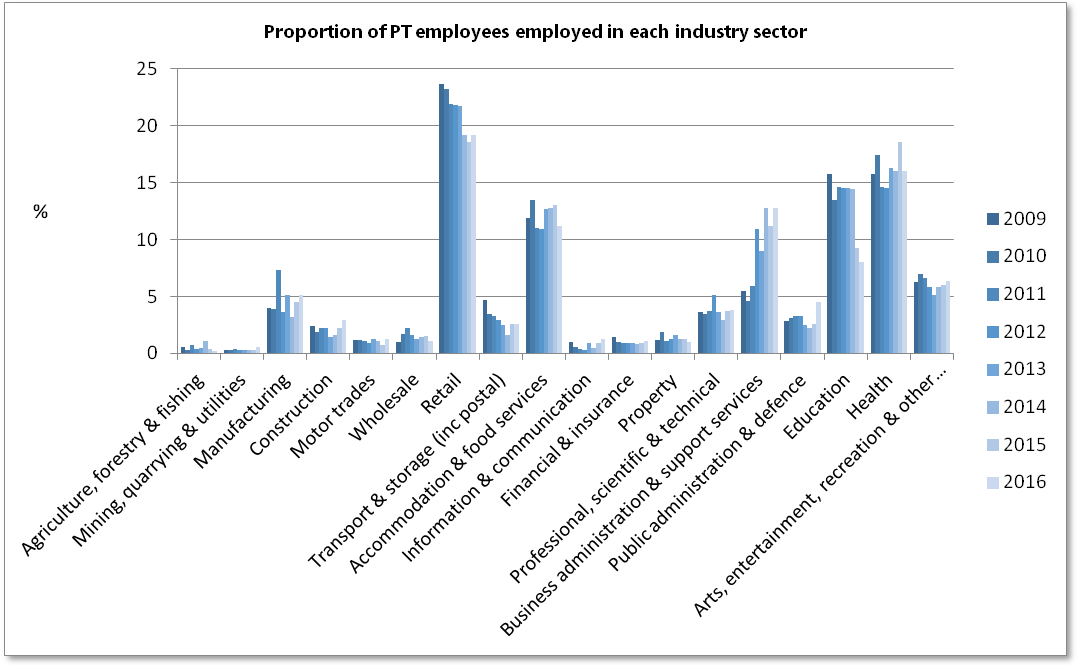 Proportion of PT employees employed in each industry sector
25
20
15
10
5
0
%
Agriculture, forestry & fishing
Mining, quarrying & utilities
Manufacturing
Construction
Motor trades
Wholesale
Retail
Transport & storage (inc postal)
Accommodation & food services
Information & communication
Financial & insurance
Property
Professional, scientific & technical
Business administration & support services
Public administration & defence
Education
Health
Arts, entertainment, recreation & other...
2009
2010
2011
2012
2013
2014
2015
2016